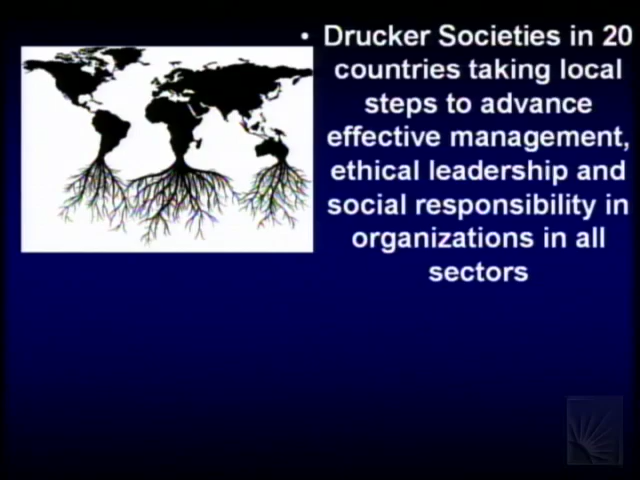 • Drucker Societies in 20
countries taking local
steps to advance
effective management,
ethical leadership and
social responsibility in
organizations in all
sectors